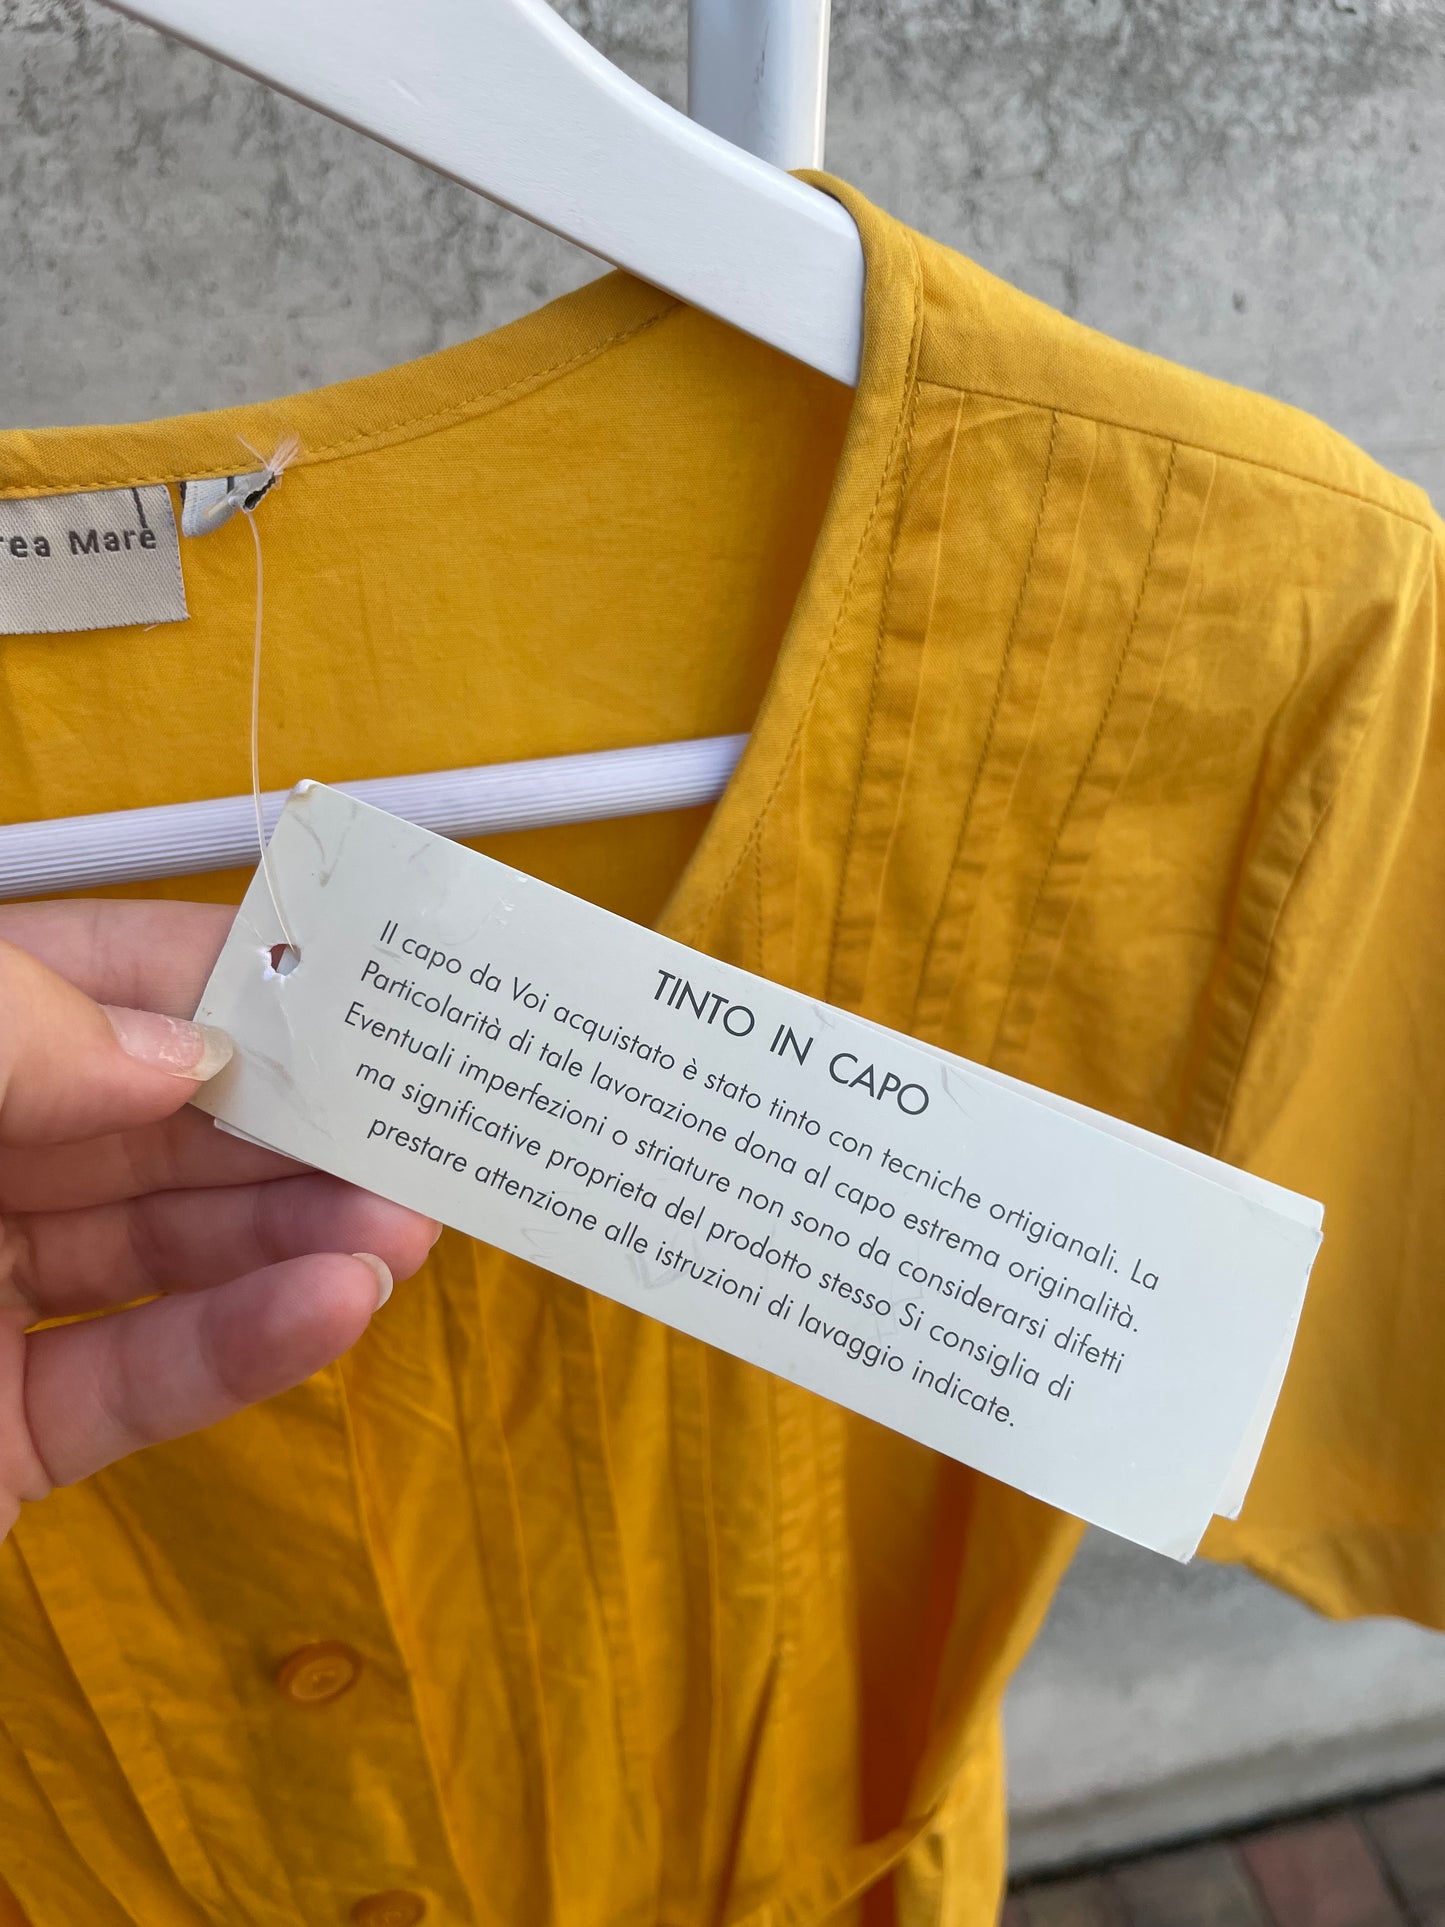 rea Marè
TINTO IN CAPO
Il capo da Voi acquistato è stato tinto con tecniche ortigianali. La
Particolarità di tale lavorazione dona al capo estrema originalità.
Eventuali imperfezioni o striature non sono da considerarsi difetti
ma significative proprieta del prodotto stesso Si consiglia di
prestare attenzione alle istruzioni di lavaggio indicate.